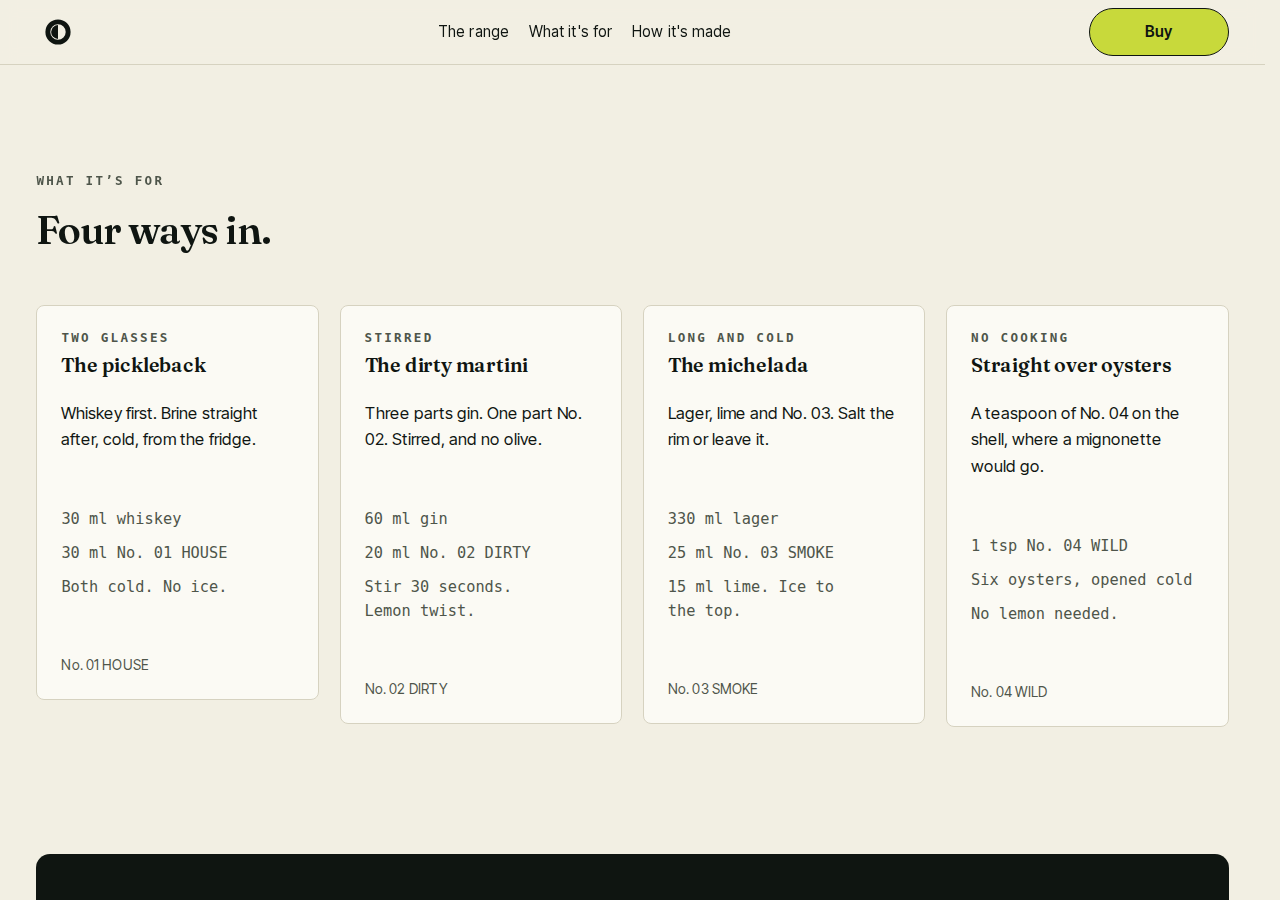 The range
What it's for
How it's made
Buy
WHAT IT’S FOR
Four ways in.
TWO GLASSES
The pickleback
Whiskey first. Brine straight
after, cold, from the fridge.
30 ml whiskey
30 ml No. 01 HOUSE
Both cold. No ice.
No. 01 HOUSE
STIRRED
The dirty martini
Three parts gin. One part No.
02. Stirred, and no olive.
60 ml gin
20 ml No. 02 DIRTY
Stir 30 seconds.
Lemon twist.
No. 02 DIRTY
LONG AND COLD
The michelada
Lager, lime and No. 03. Salt the
rim or leave it.
330 ml lager
25 ml No. 03 SMOKE
15 ml lime. Ice to
the top.
No. 03 SMOKE
NO COOKING
Straight over oysters
A teaspoon of No. 04 on the
shell, where a mignonette
would go.
1 tsp No. 04 WILD
Six oysters, opened cold
No lemon needed.
No. 04 WILD